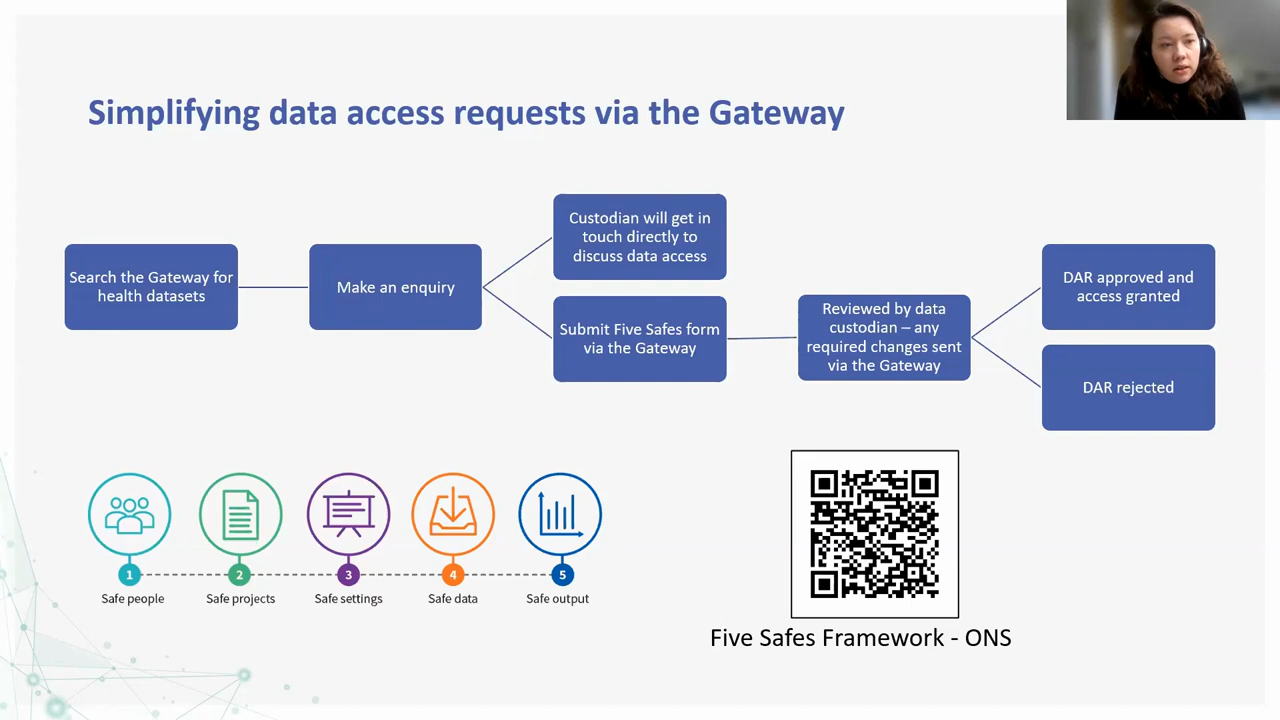 Simplifying data access requests via the Gateway
Search the Gateway for
health datasets
Make an enquiry
Custodian will get in
touch directly to
discuss data access
Submit Five Safes form
via the Gateway
Reviewed by data
custodian – any
required changes sent
via the Gateway
DAR approved and
access granted
DAR rejected
1
2
3
4
5
Safe people
Safe projects
Safe settings
Safe data
Safe output
Five Safes Framework - ONS